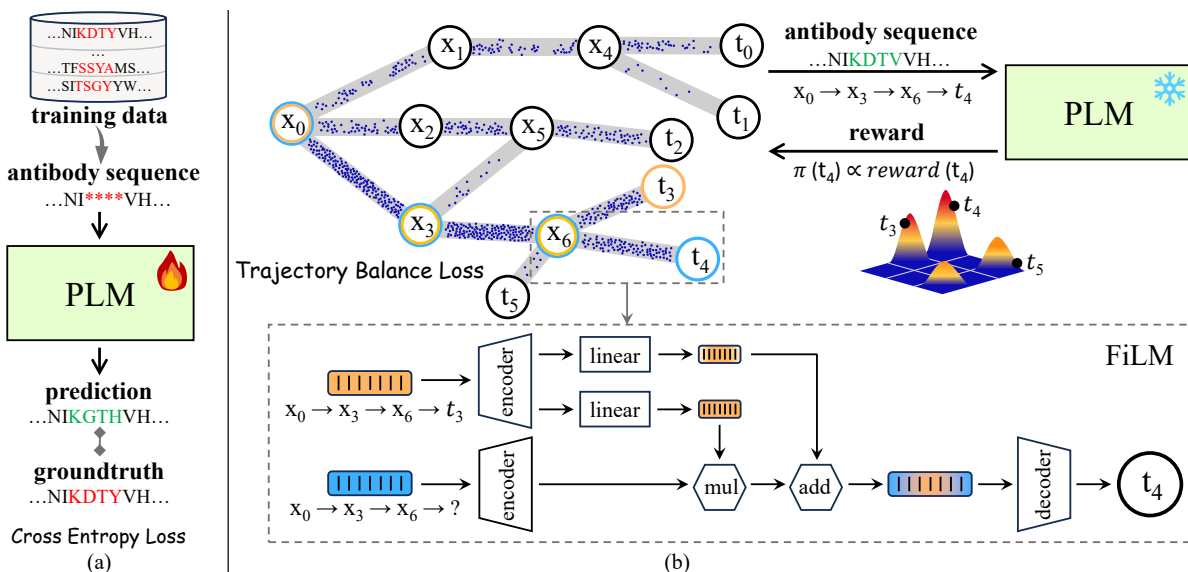 …NIKDTYVH…
…
…TFSSYAMS…
…SITSGYYW…
training data
antibody sequence
…NI****VH…
PLM
prediction
…NIKGTHVH…
groundtruth
…NIKDTYVH…
Cross Entropy Loss
(a)
x₀
x₁
x₄
t₀
t₁
x₂
x₅
t₂
x₃
x₆
t₃
t₄
t₅
Trajectory Balance Loss
antibody sequence
…NIKDTVVH…
x₀ → x₃ → x₆ → t₄
reward
π (t₄) ∝ reward (t₄)
PLM
t₃
t₄
t₅
FiLM
x₀ → x₃ → x₆ → t₃
encoder
linear
linear
x₀ → x₃ → x₆ → ?
encoder
mul
add
decoder
t₄
(b)